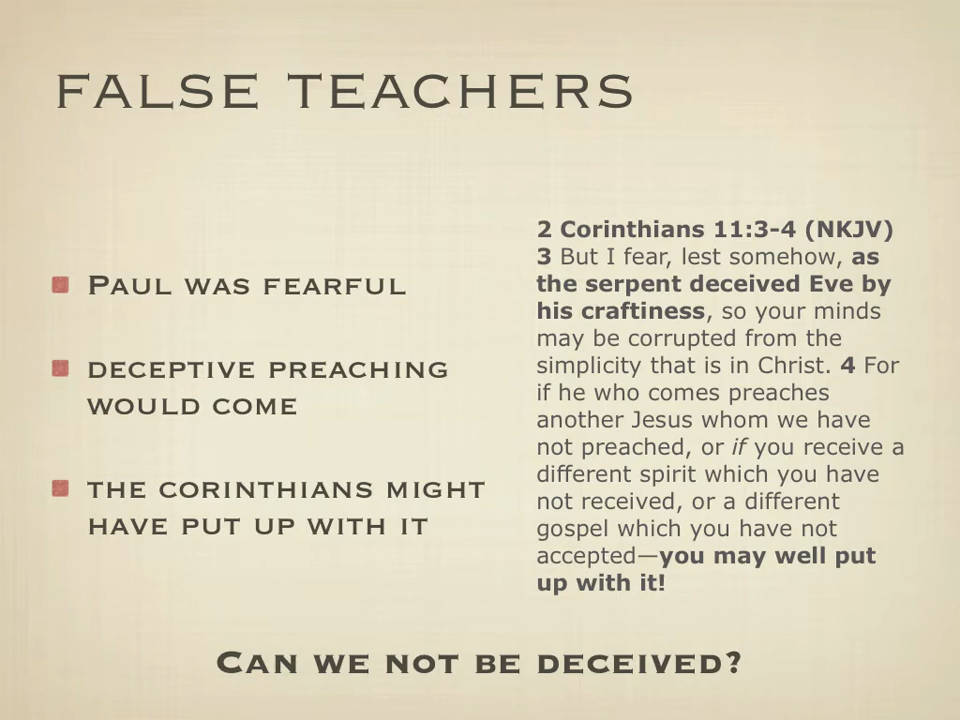 FALSE TEACHERS
PAUL WAS FEARFUL
DECEPTIVE PREACHING
WOULD COME
THE CORINTHIANS MIGHT
HAVE PUT UP WITH IT
2 Corinthians 11:3-4 (NKJV)
3 But I fear, lest somehow, as
the serpent deceived Eve by
his craftiness, so your minds
may be corrupted from the
simplicity that is in Christ. 4 For
if he who comes preaches
another Jesus whom we have
not preached, or if you receive a
different spirit which you have
not received, or a different
gospel which you have not
accepted—you may well put
up with it!
CAN WE NOT BE DECEIVED?